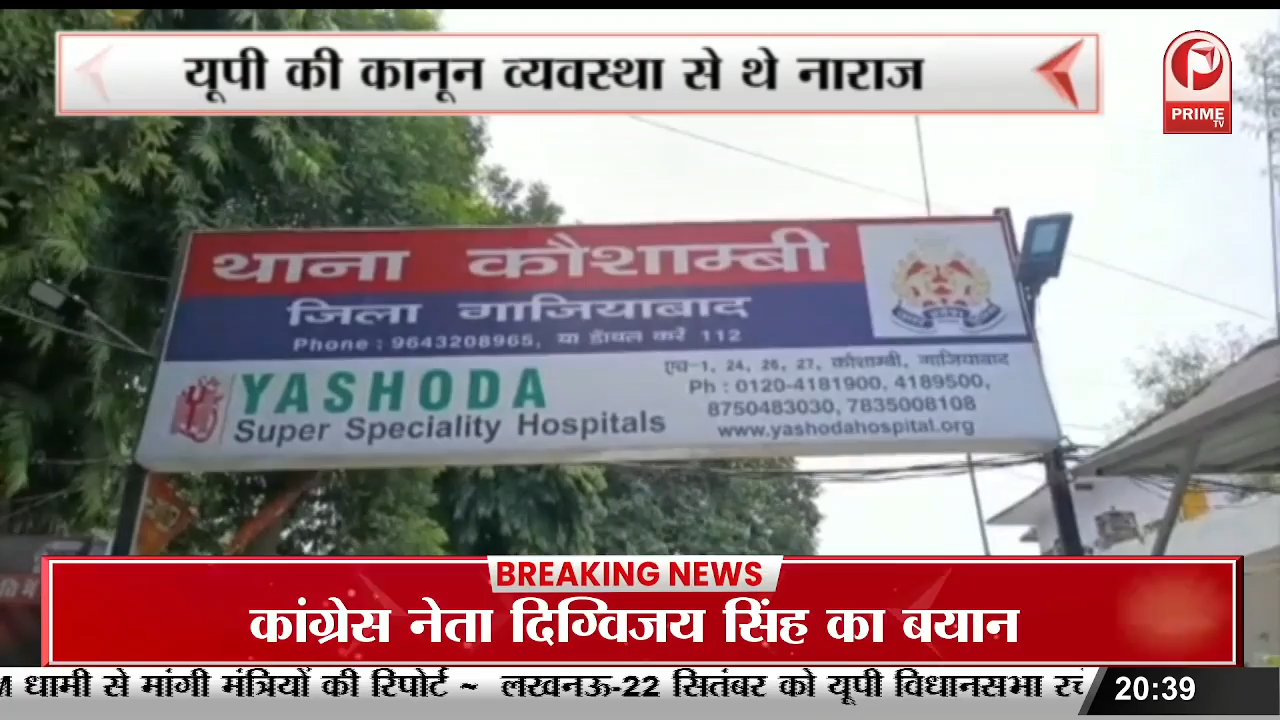 यूपी की कानून व्यवस्था से थे नाराज
PRIME
TV
थाना कौशाम्बी
जिला गाजियाबाद
Phone : 9643208965, या डायल करें 112
YASHODA
Super Speciality Hospitals
एच-1, 24, 26, 27, कौशाम्बी, गाजियाबाद
Ph : 0120-4181900, 4189500,
8750483030, 7835008108
www.yashodahospital.org
BREAKING NEWS
कांग्रेस नेता दिग्विजय सिंह का बयान
M धामी से मांगी मंत्रियों की रिपोर्ट ~ लखनऊ-22 सितंबर को यूपी विधानसभा
20:39